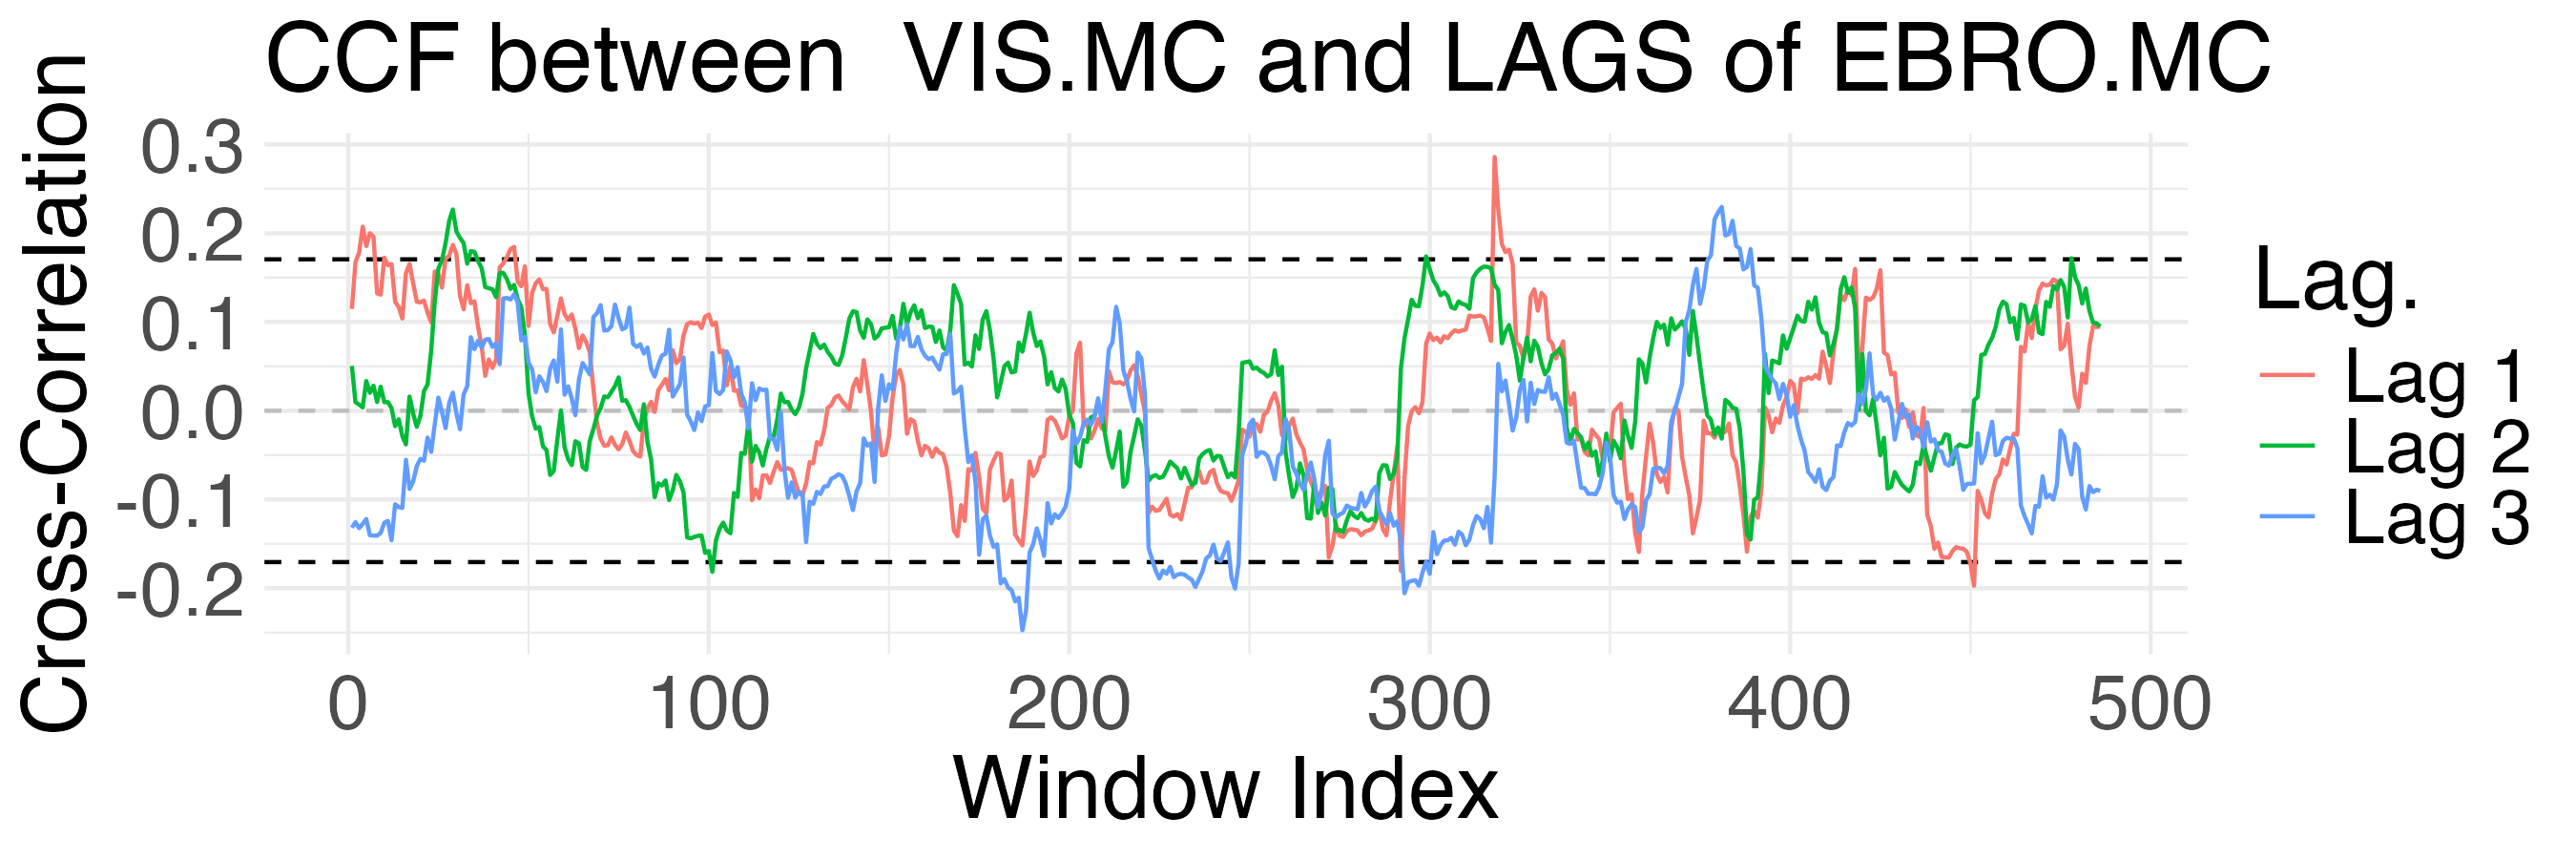 CCF between  VIS.MC and LAGS of EBRO.MC
Cross-Correlation
0.3
0.2
0.1
0.0
-0.1
-0.2
0 100 200 300 400 500
Window Index
Lag.
Lag 1
Lag 2
Lag 3